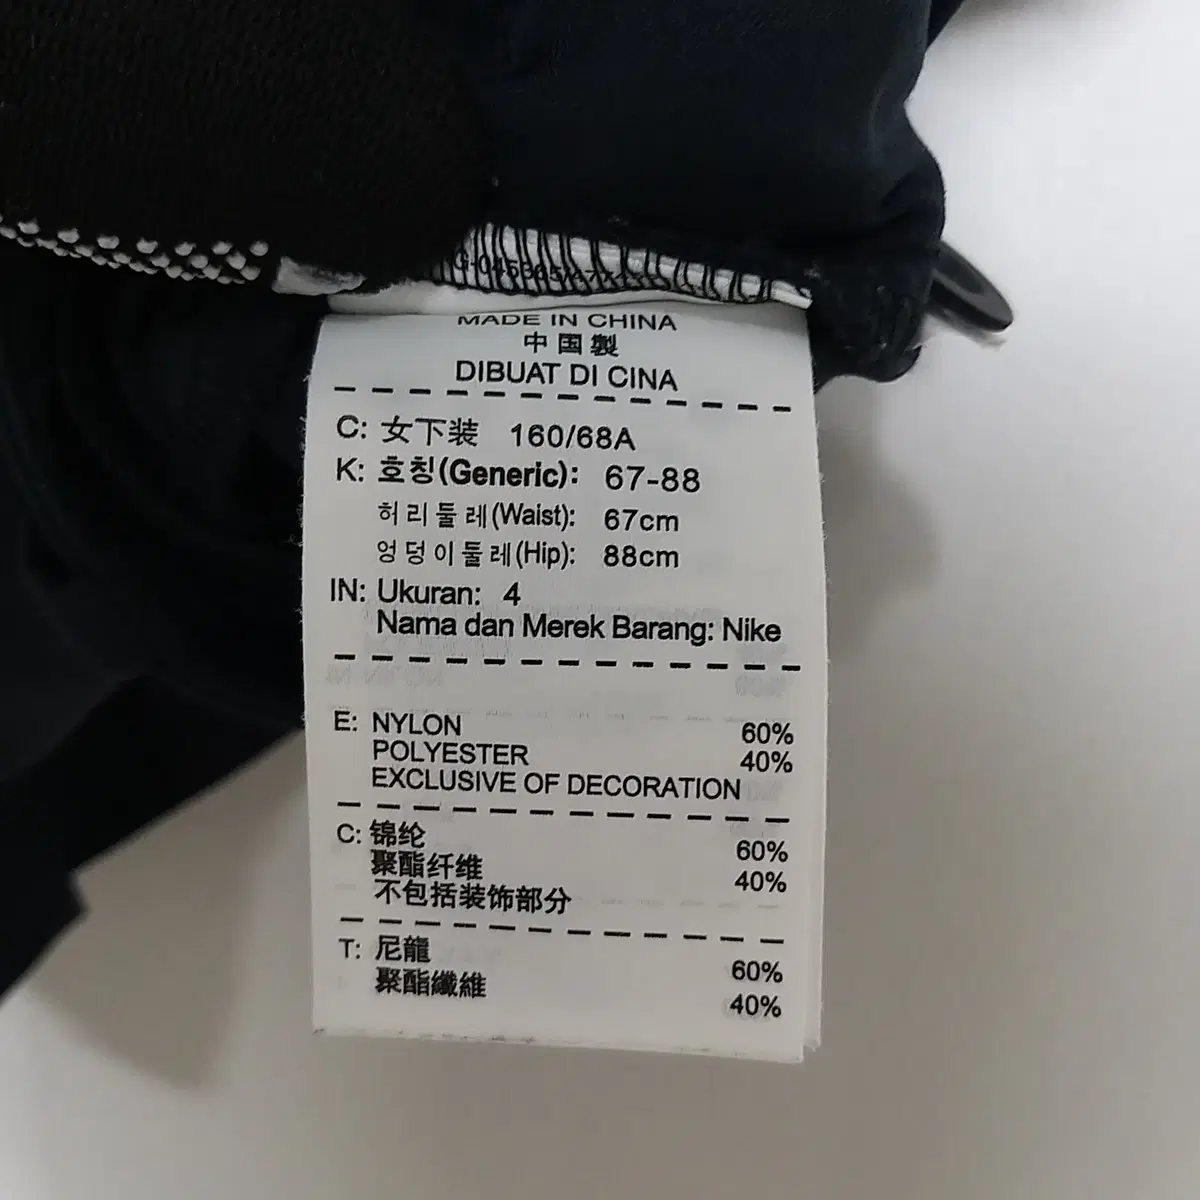 MADE IN CHINA
中国製
DIBUAT DI CINA
C: 女下装 160/68A
K: 호칭(Generic): 67-88
허리둘레(Waist): 67cm
엉덩이둘레(Hip): 88cm
IN: Ukuran: 4
Nama dan Merek Barang: Nike
E: NYLON 60%
POLYESTER 40%
EXCLUSIVE OF DECORATION
C: 锦纶 60%
聚酯纤维 40%
不包括装饰部分
T: 尼龍 60%
聚酯纖維 40%